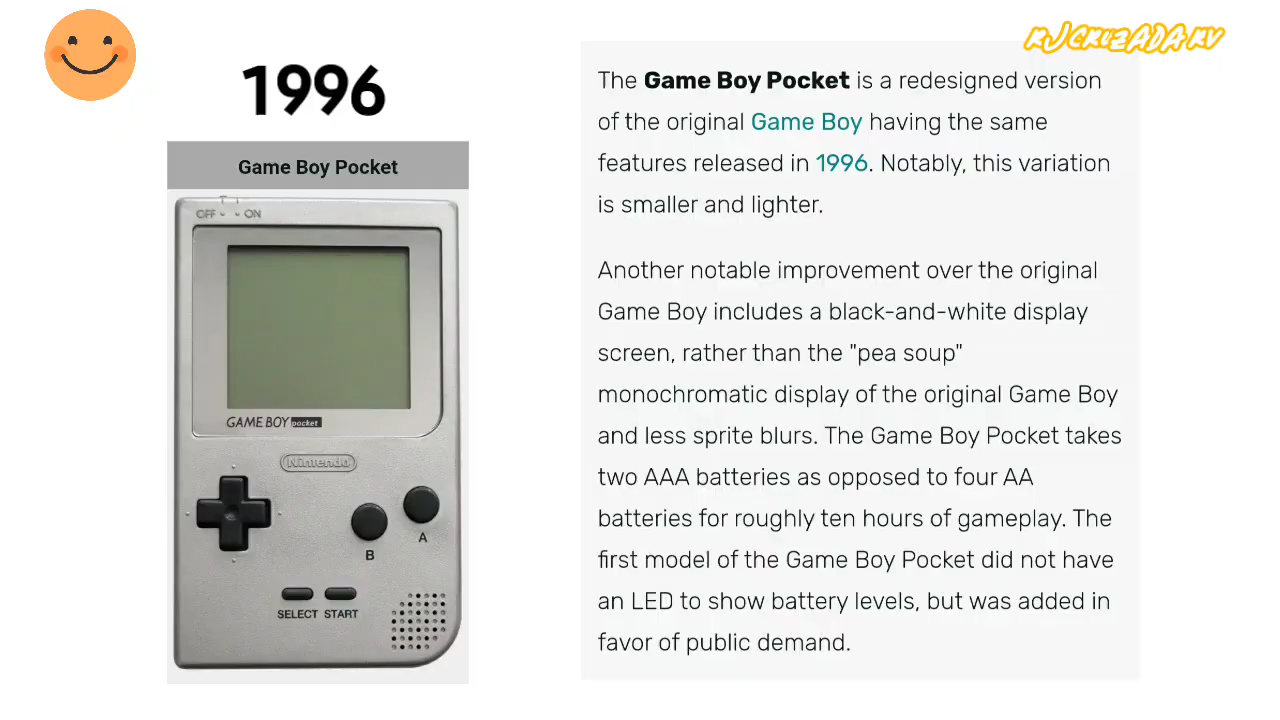 KJCRUZADA KV
1996
Game Boy Pocket
OFF ON
GAME BOY pocket
Nintendo
B
A
SELECT START
The Game Boy Pocket is a redesigned version
of the original Game Boy having the same
features released in 1996. Notably, this variation
is smaller and lighter.
Another notable improvement over the original
Game Boy includes a black-and-white display
screen, rather than the "pea soup"
monochromatic display of the original Game Boy
and less sprite blurs. The Game Boy Pocket takes
two AAA batteries as opposed to four AA
batteries for roughly ten hours of gameplay. The
first model of the Game Boy Pocket did not have
an LED to show battery levels, but was added in
favor of public demand.